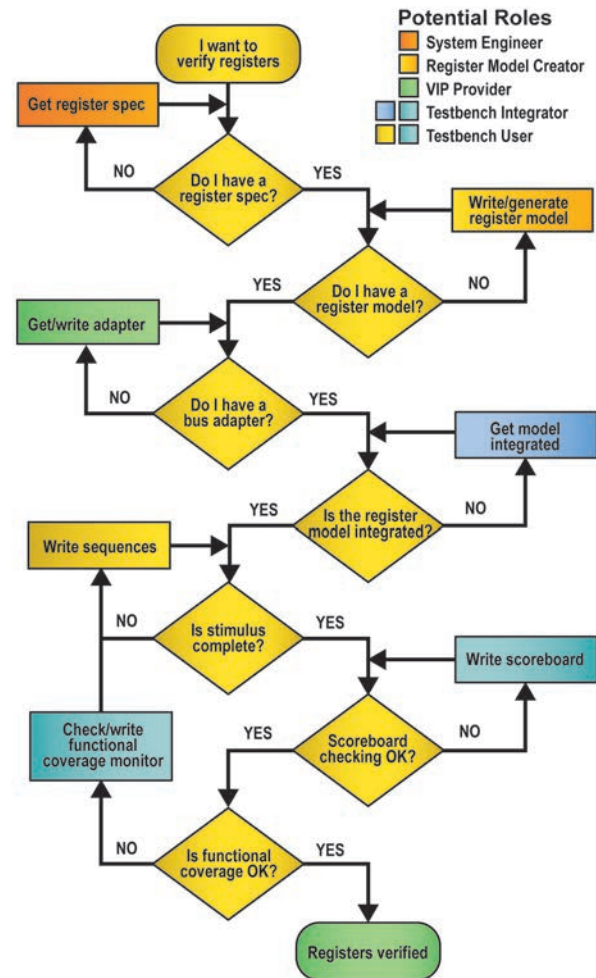 Potential Roles
System Engineer
Register Model Creator
VIP Provider
Testbench Integrator
Testbench User
I want to
verify registers
Get register spec
NO
Do I have a
register spec?
YES
Write/generate
register model
YES
Do I have a
register model?
NO
Get/write adapter
NO
Do I have a
bus adapter?
YES
Get model
integrated
YES
Is the register
model integrated?
NO
Write sequences
NO
Is stimulus
complete?
YES
Write scoreboard
Check/write
functional
coverage monitor
YES
Scoreboard
checking OK?
NO
NO
Is functional
coverage OK?
YES
Registers verified